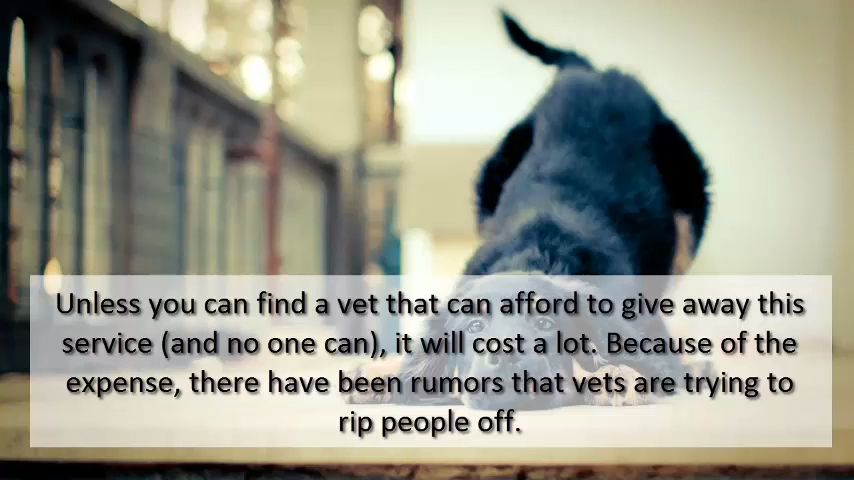 Unless you can find a vet that can afford to give away this
service (and no one can), it will cost a lot. Because of the
expense, there have been rumors that vets are trying to
rip people off.